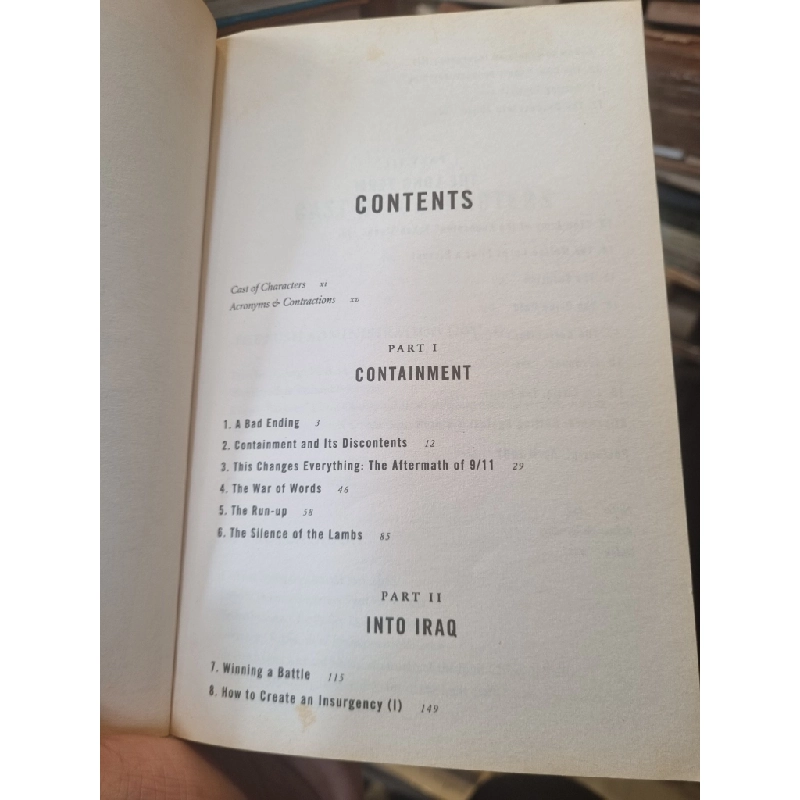 CONTENTS
Cast of Characters xi
Acronyms & Contractions
PART I
CONTAINMENT
1. A Bad Ending 3
2. Containment and Its Discontents 12
3. This Changes Everything: The Aftermath of 9/11 29
4. The War of Words 46
5. The Run-up 58
6. The Silence of the Lambs 85
PART II
INTO IRAQ
7. Winning a Battle 115
8. How to Create an Insurgency (I) 149